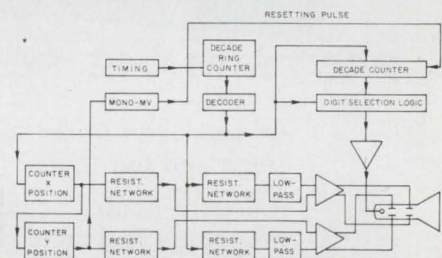 RESETTING PULSE
TIMING
DECADE
RING
COUNTER
DECADE COUNTER
MONO-MV
DECODER
DIGIT SELECTION LOGIC
COUNTER
X
POSITION
RESIST.
NETWORK
RESIST.
NETWORK
LOW-
PASS
COUNTER
Y
POSITION
RESIST.
NETWORK
RESIST.
NETWORK
LOW-
PASS